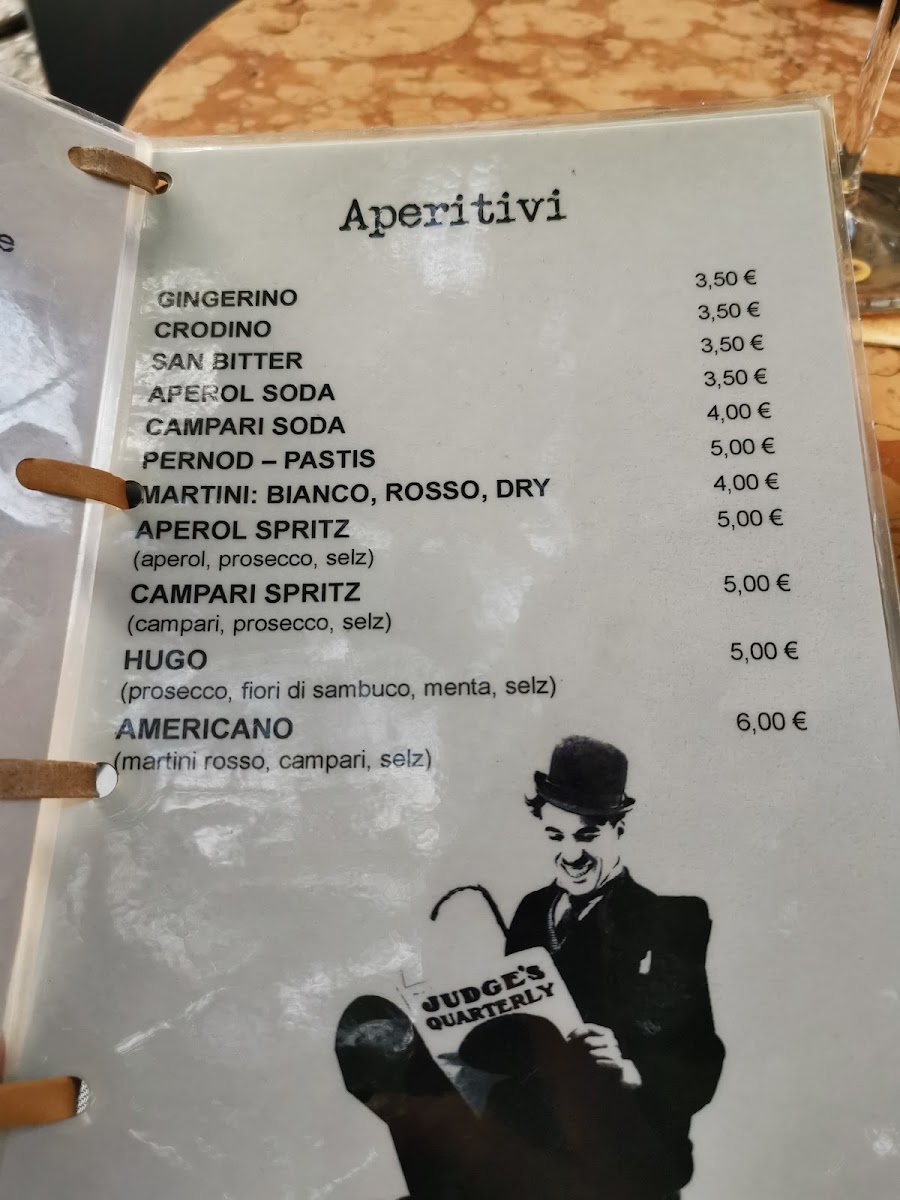 e
Aperitivi
GINGERINO 3,50 €
CRODINO 3,50 €
SAN BITTER 3,50 €
APEROL SODA 3,50 €
CAMPARI SODA 4,00 €
PERNOD – PASTIS 5,00 €
MARTINI: BIANCO, ROSSO, DRY 4,00 €
APEROL SPRITZ 5,00 €
(aperol, prosecco, selz)
CAMPARI SPRITZ 5,00 €
(campari, prosecco, selz)
HUGO 5,00 €
(prosecco, fiori di sambuco, menta, selz)
AMERICANO 6,00 €
(martini rosso, campari, selz)
JUDGE'S
QUARTERLY